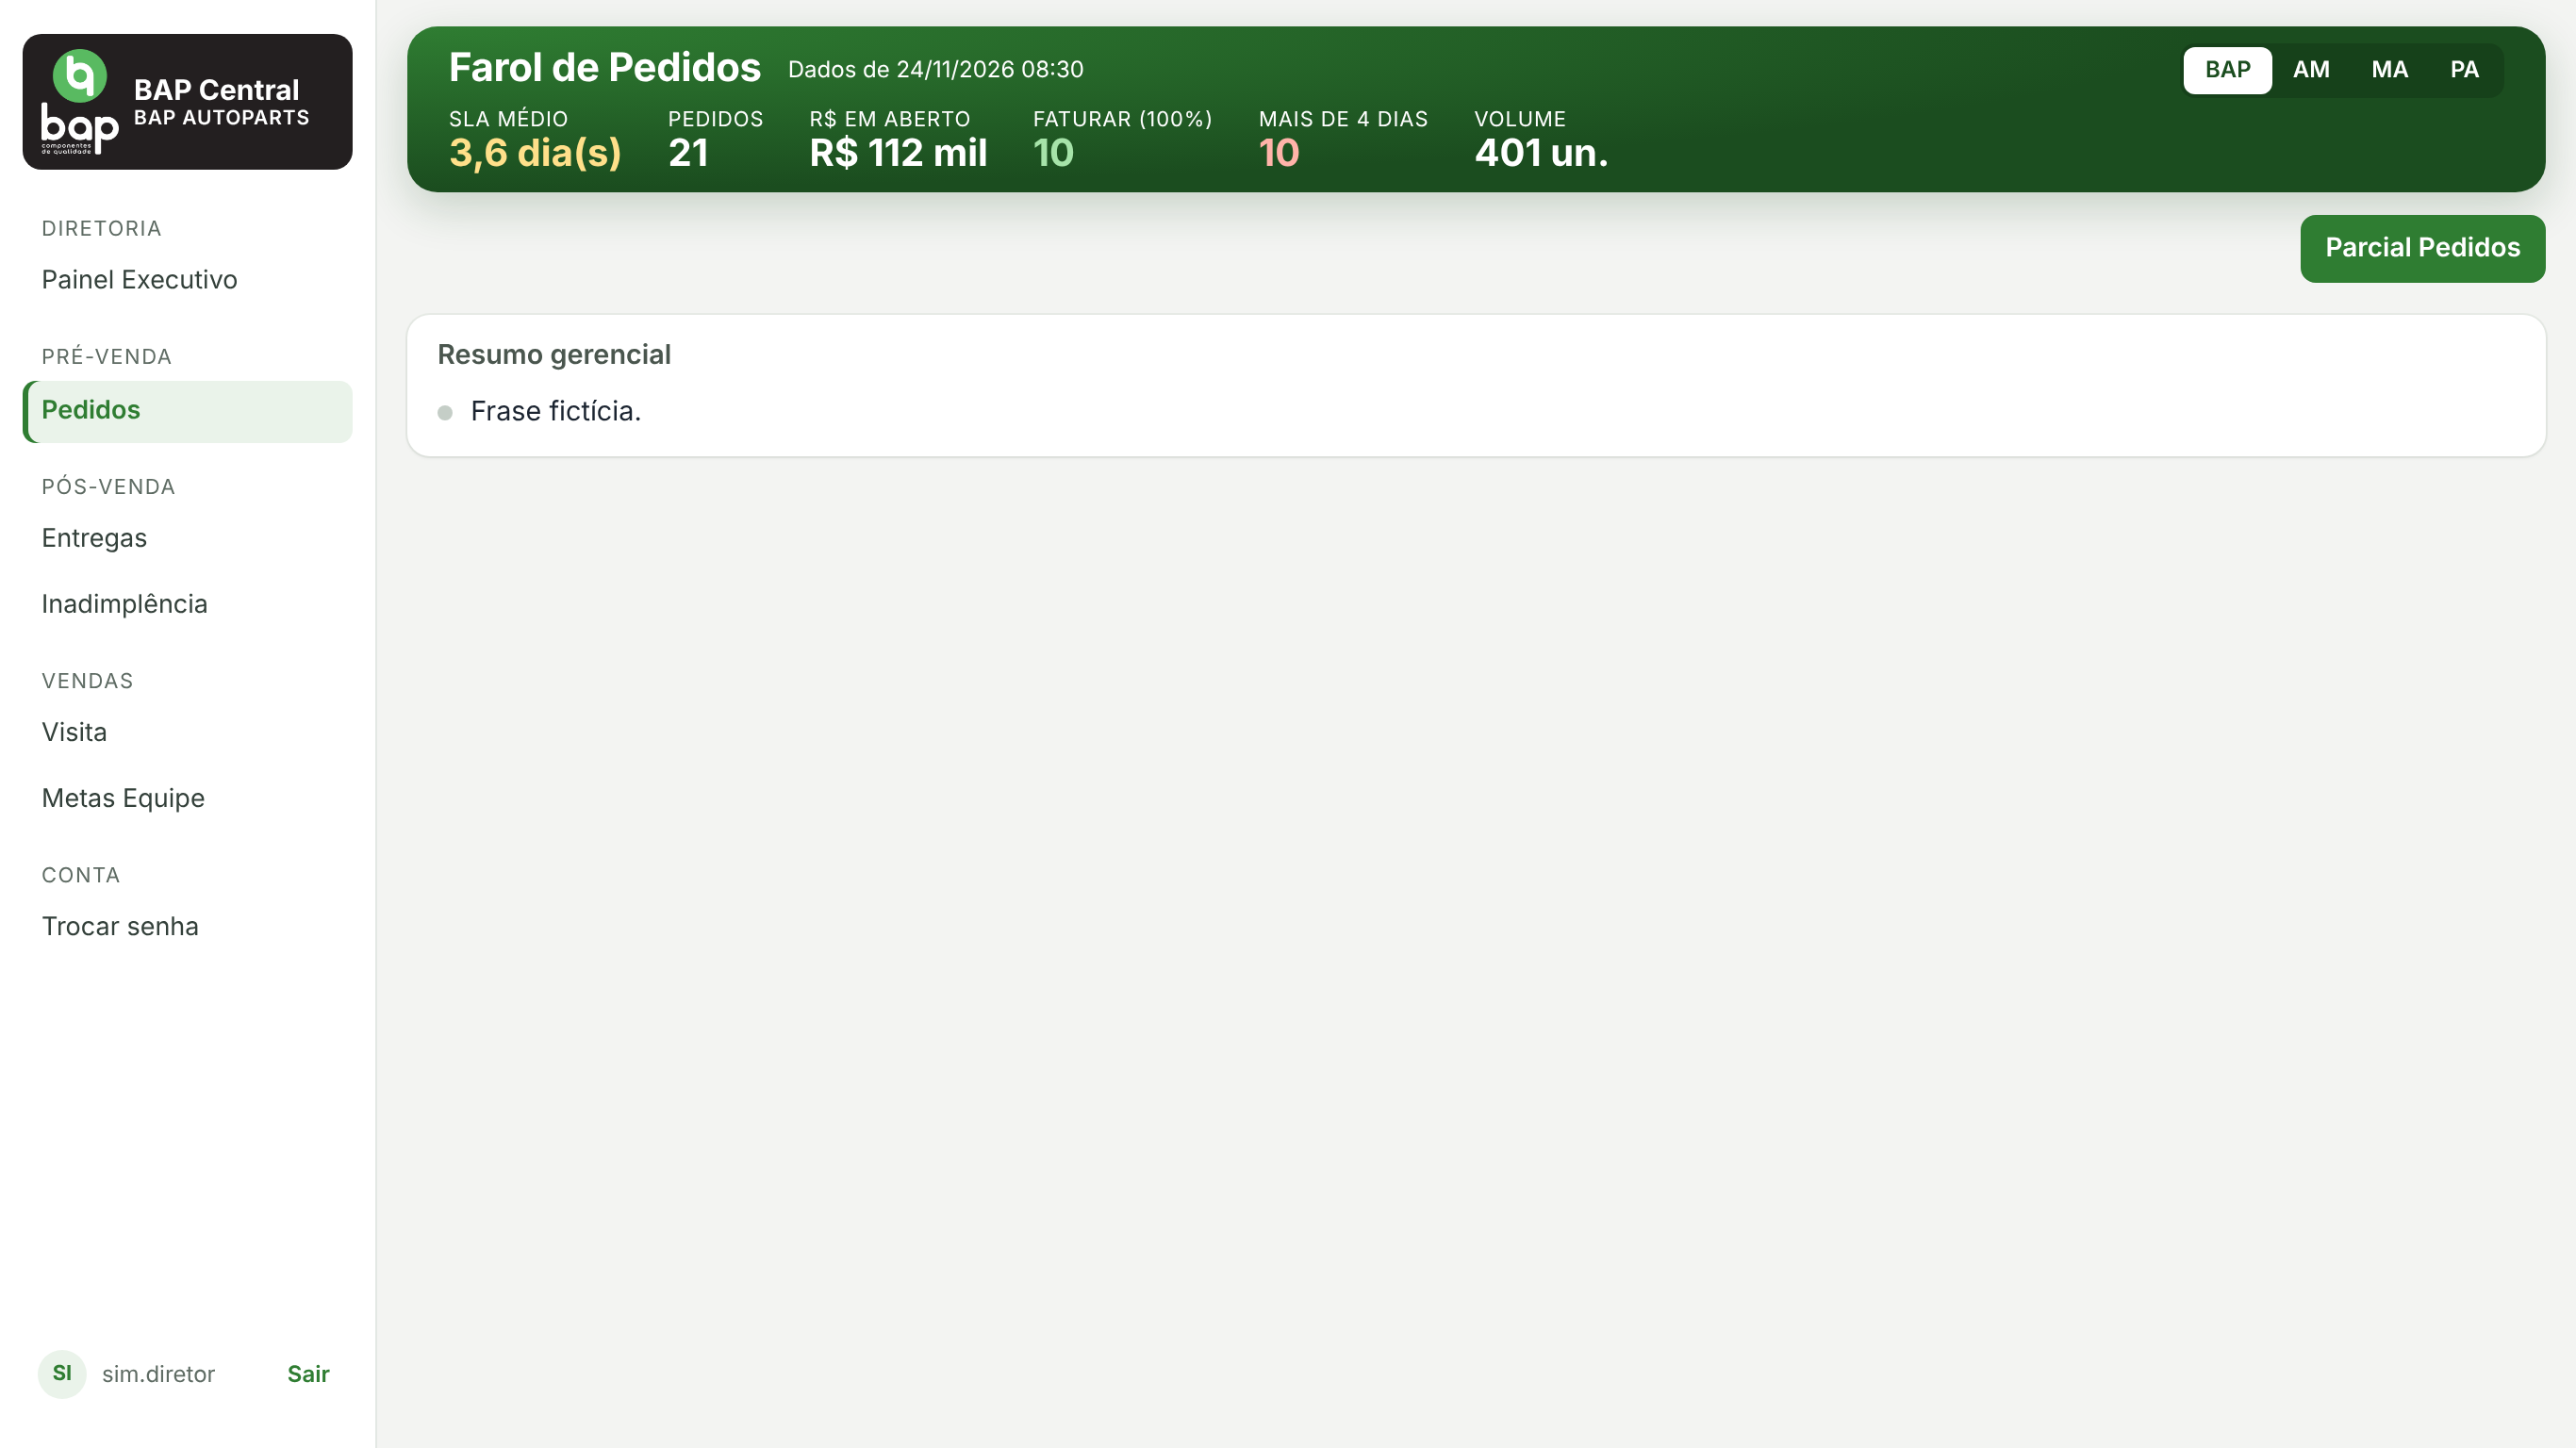 bap
componentes
de qualidade
BAP Central
BAP AUTOPARTS
DIRETORIA
Painel Executivo
PRÉ-VENDA
Pedidos
PÓS-VENDA
Entregas
Inadimplência
VENDAS
Visita
Metas Equipe
CONTA
Trocar senha
SI sim.diretor Sair
Farol de Pedidos Dados de 24/11/2026 08:30
BAP AM MA PA
SLA MÉDIO PEDIDOS R$ EM ABERTO FATURAR (100%) MAIS DE 4 DIAS VOLUME
3,6 dia(s) 21 R$ 112 mil 10 10 401 un.
Parcial Pedidos
Resumo gerencial
Frase fictícia.